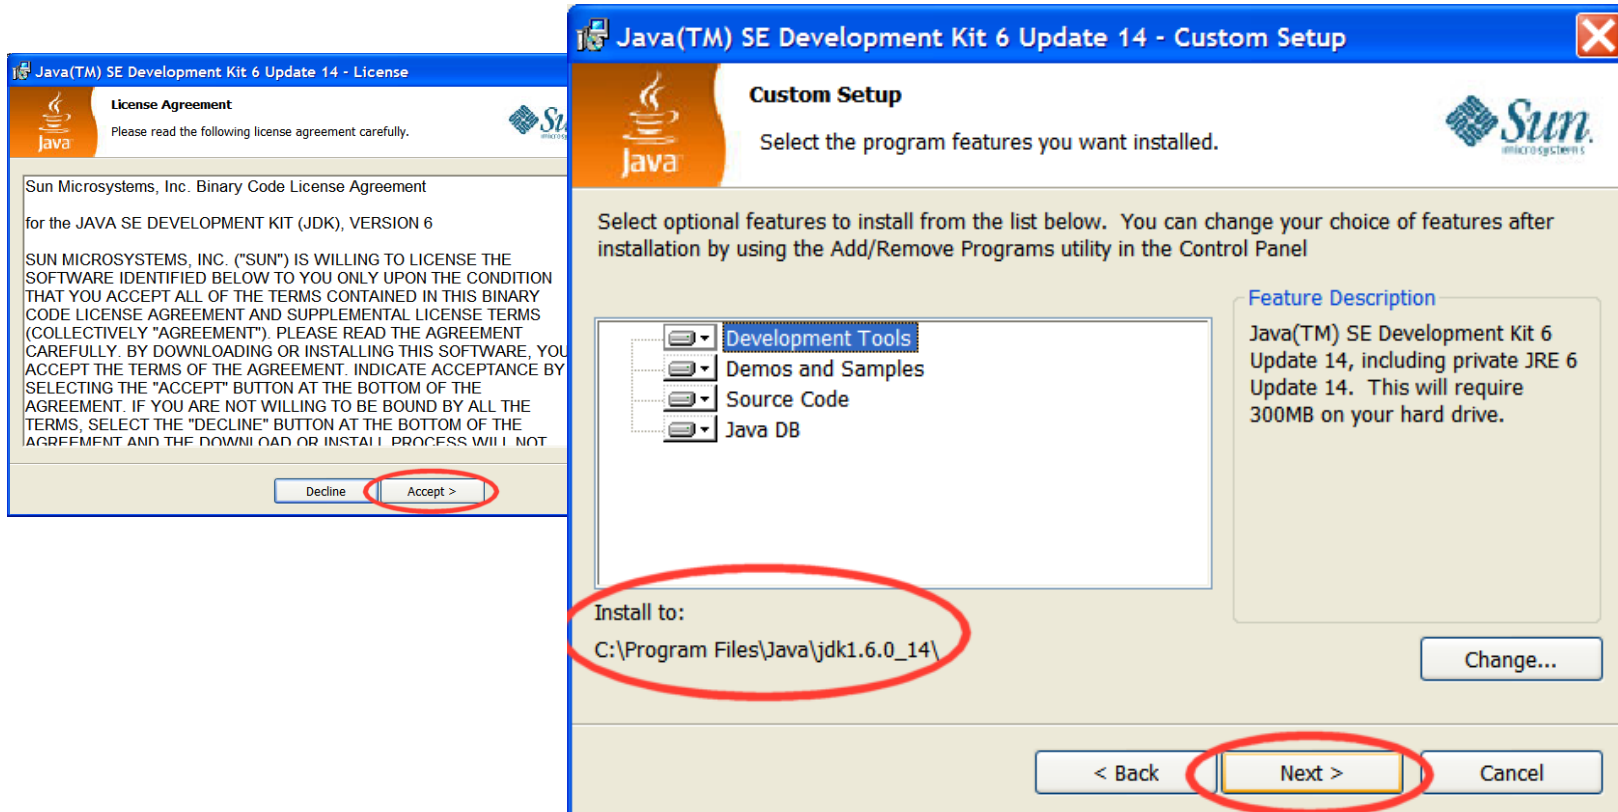 Java(TM) SE Development Kit 6 Update 14 - License
Java
License Agreement
Please read the following license agreement carefully.
Sun Microsystems, Inc. Binary Code License Agreement
for the JAVA SE DEVELOPMENT KIT (JDK), VERSION 6
SUN MICROSYSTEMS, INC. ("SUN") IS WILLING TO LICENSE THE
SOFTWARE IDENTIFIED BELOW TO YOU ONLY UPON THE CONDITION
THAT YOU ACCEPT ALL OF THE TERMS CONTAINED IN THIS BINARY
CODE LICENSE AGREEMENT AND SUPPLEMENTAL LICENSE TERMS
(COLLECTIVELY "AGREEMENT"). PLEASE READ THE AGREEMENT
CAREFULLY. BY DOWNLOADING OR INSTALLING THIS SOFTWARE, YOU
ACCEPT THE TERMS OF THE AGREEMENT. INDICATE ACCEPTANCE BY
SELECTING THE "ACCEPT" BUTTON AT THE BOTTOM OF THE
AGREEMENT. IF YOU ARE NOT WILLING TO BE BOUND BY ALL THE
TERMS, SELECT THE "DECLINE" BUTTON AT THE BOTTOM OF THE
AGREEMENT AND THE DOWNLOAD OR INSTALL PROCESS WILL NOT
Decline
Accept >
Java(TM) SE Development Kit 6 Update 14 - Custom Setup
Java
Custom Setup
Select the program features you want installed.
Sun
microsystems
Select optional features to install from the list below. You can change your choice of features after
installation by using the Add/Remove Programs utility in the Control Panel
Development Tools
Demos and Samples
Source Code
Java DB
Feature Description
Java(TM) SE Development Kit 6
Update 14, including private JRE 6
Update 14. This will require
300MB on your hard drive.
Install to:
C:\Program Files\Java\jdk1.6.0_14\
Change...
< Back
Next >
Cancel